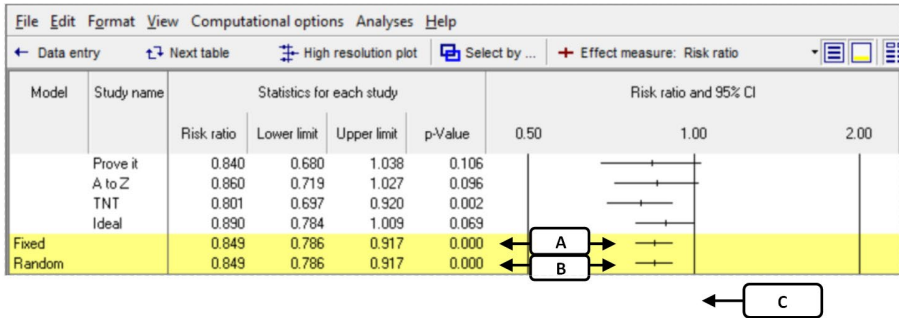 File Edit Format View Computational options Analyses Help
← Data entry Next table High resolution plot Select by ... Effect measure: Risk ratio
Model Study name Statistics for each study Risk ratio and 95% CI
Risk ratio Lower limit Upper limit p-Value 0.50 1.00 2.00
Prove it 0.840 0.680 1.038 0.106
A to Z 0.860 0.719 1.027 0.096
TNT 0.801 0.697 0.920 0.002
Ideal 0.890 0.784 1.009 0.069
Fixed 0.849 0.786 0.917 0.000 A
Random 0.849 0.786 0.917 0.000 B
C